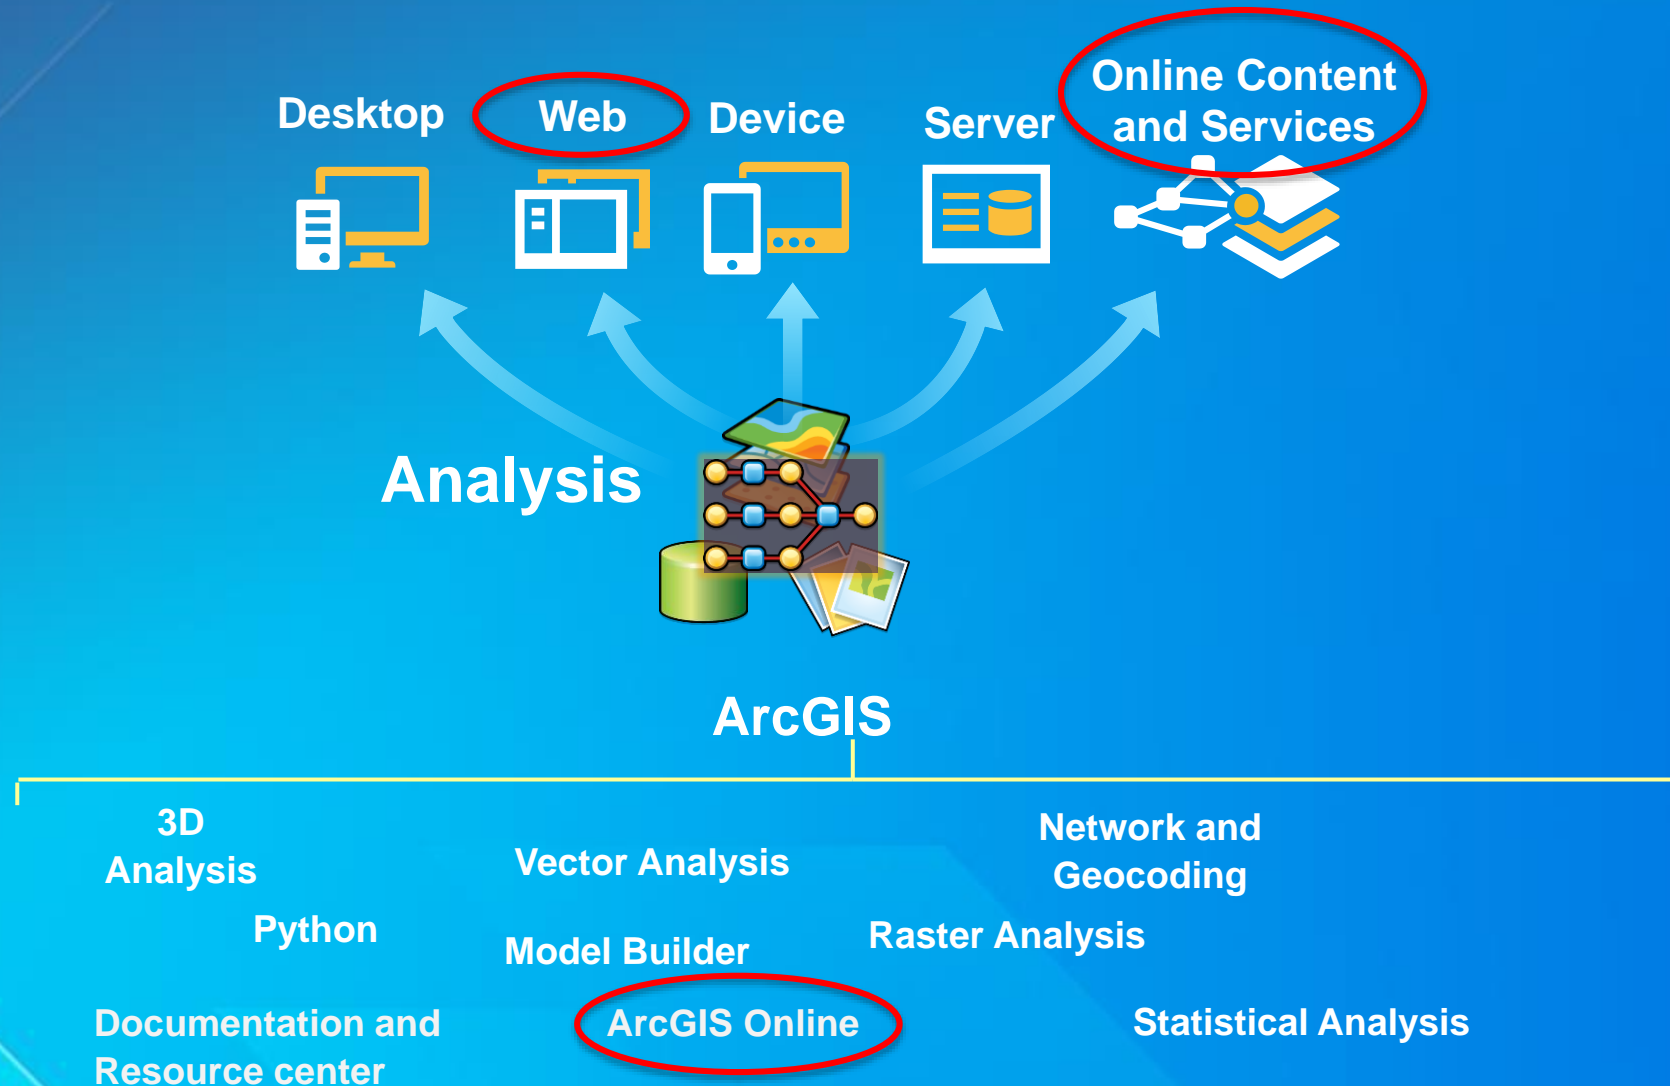 Desktop
Web
Device
Server
Online Content
and Services
Analysis
ArcGIS
3D
Analysis
Vector Analysis
Network and
Geocoding
Python
Model Builder
Raster Analysis
Documentation and
Resource center
ArcGIS Online
Statistical Analysis